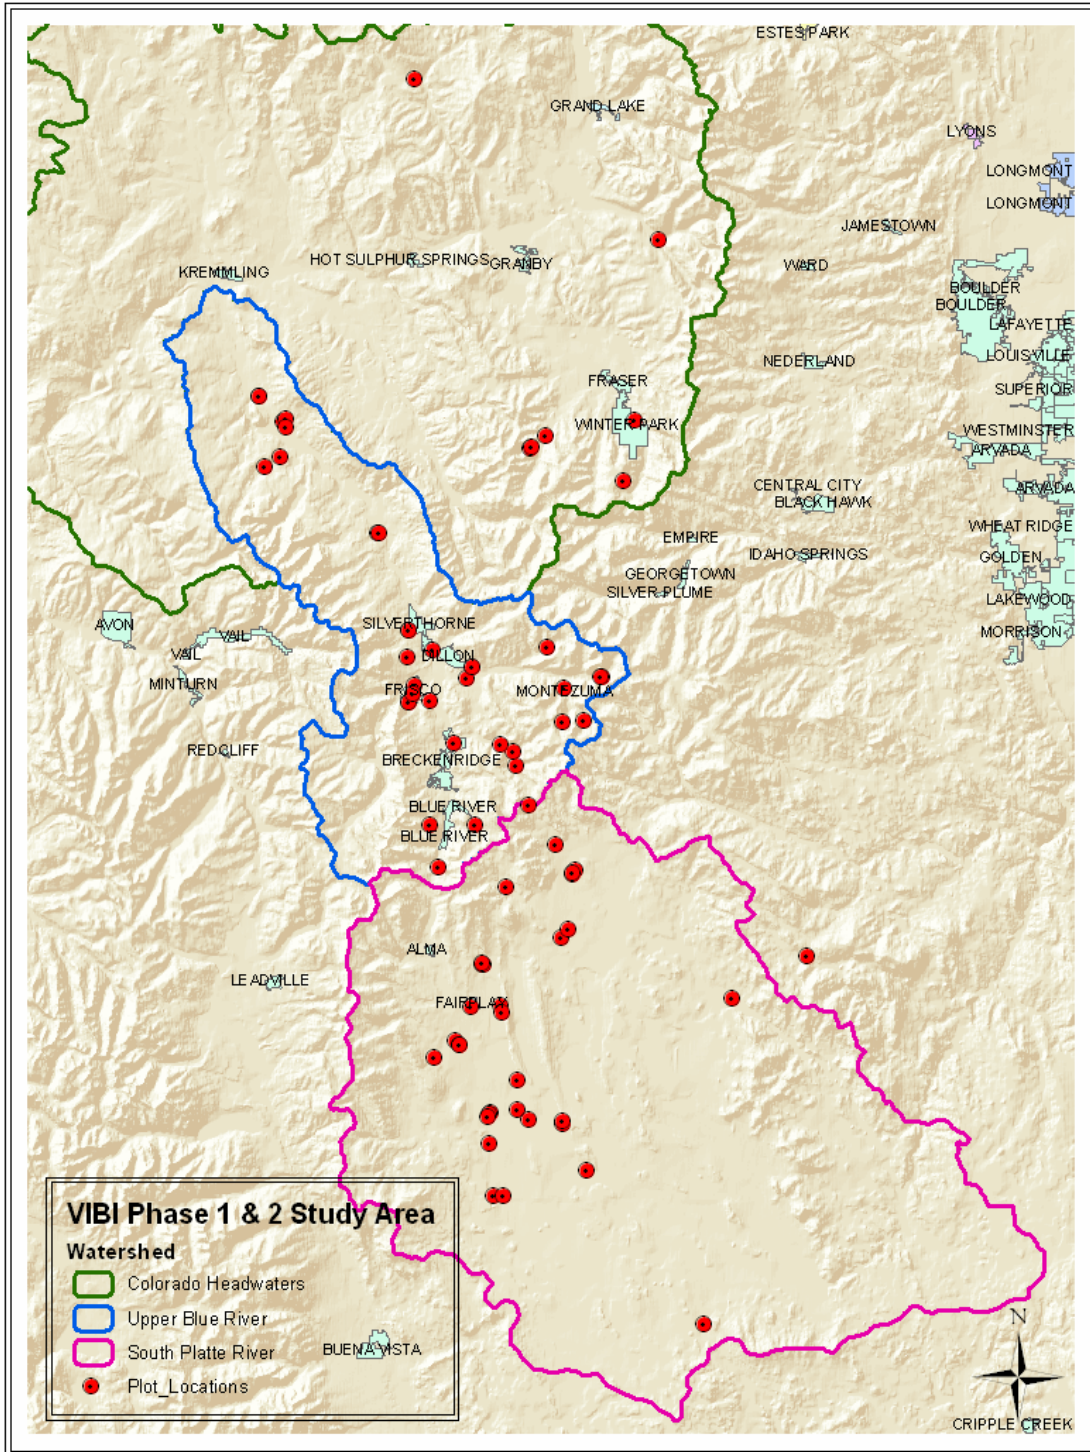 ESTES PARK
GRAND LAKE
LYONS
LONGMONT
LONGMONT
JAMESTOWN
HOT SULPHUR SPRINGS
GRANBY
WARD
KREMMLING
BOULDER
BOULDER
LAFAYETTE
LOUISVILLE
NEDERLAND
FRASER
SUPERIOR
WINTER PARK
WESTMINSTER
ARVADA
CENTRAL CITY
ARVADA
BLACK HAWK
WHEAT RIDGE
EMPIRE
IDAHO SPRINGS
GOLDEN
GEORGETOWN
SILVER PLUME
LAKEWOOD
AVON
SILVERTHORNE
MORRISON
VAIL
VAIL
DILLON
MINTURN
FRISCO
MONTEZUMA
REDCLIFF
BRECKENRIDGE
BLUE RIVER
BLUE RIVER
ALMA
LEADVILLE
FAIRPLAY
VIBI Phase 1 & 2 Study Area
Watershed
Colorado Headwaters
Upper Blue River
South Platte River
Plot_Locations
BUENA VISTA
N
CRIPPLE CREEK